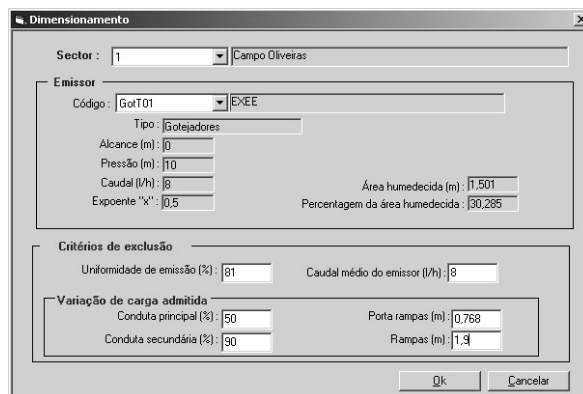 Dimensionamento
Sector : 1 Campo Oliveiras
Emissor
Código : GotT01 EXEE
Tipo : Gotejadores
Alcance (m) : 0
Pressão (m) : 10
Caudal (l/h) : 8 Área humedecida (m) : 1,501
Expoente "x" : 0,5 Percentagem da área humedecida : 30,285
Critérios de exclusão
Uniformidade de emissão (%) : 81 Caudal médio do emissor (l/h) : 8
Variação de carga admitida
Conduta principal (%) : 50 Porta rampas (m) : 0,768
Conduta secundária (%) : 90 Rampas (m) : 1,9
Ok Cancelar